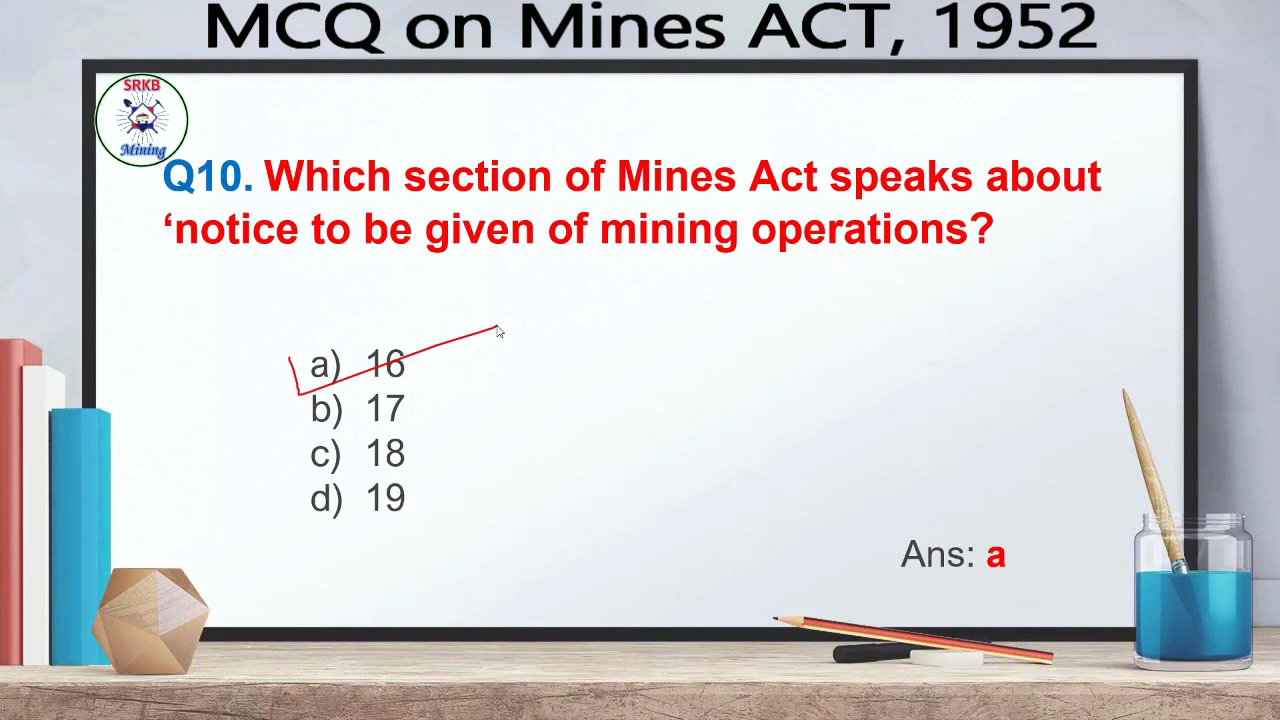 MCQ on Mines ACT, 1952
SRKB
Mining
Q10. Which section of Mines Act speaks about
‘notice to be given of mining operations?
a) 16
b) 17
c) 18
d) 19
Ans: a